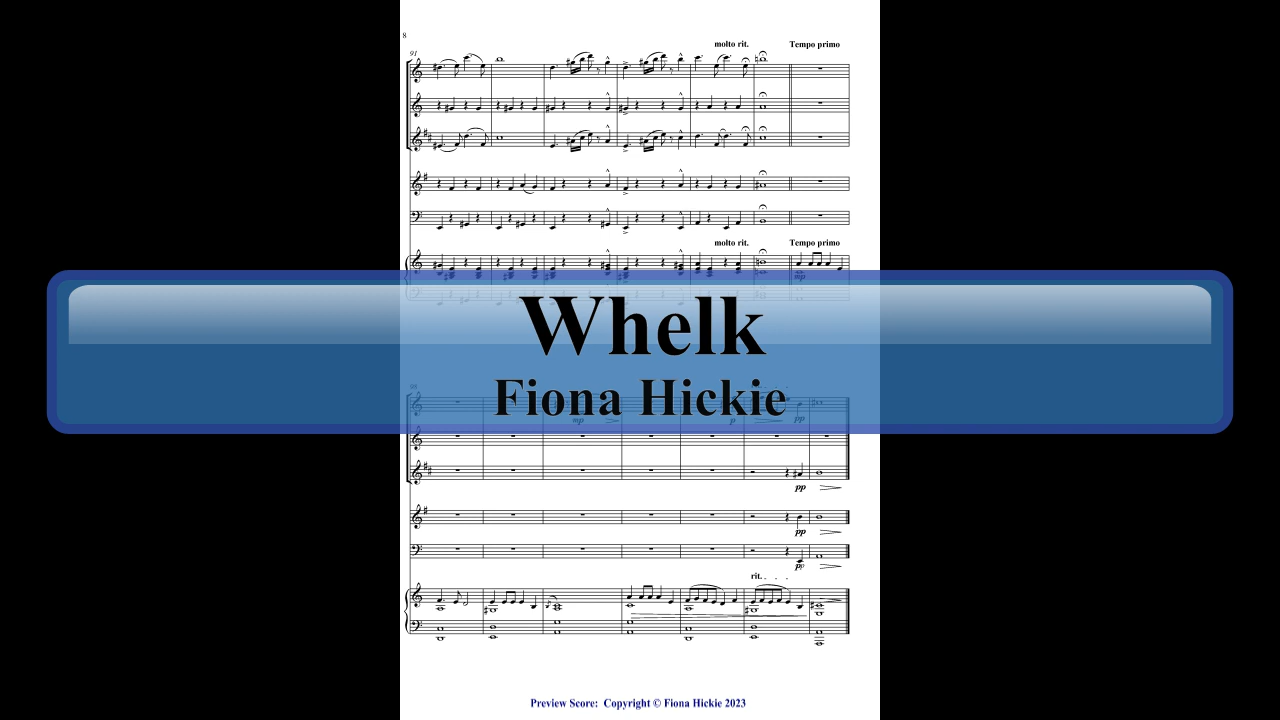 8
91
molto rit.
Tempo primo
molto rit.
Tempo primo
mp
Whelk
Fiona Hickie
98
mp
p
pp
pp
pp
pp
rit.
Preview Score: Copyright © Fiona Hickie 2023